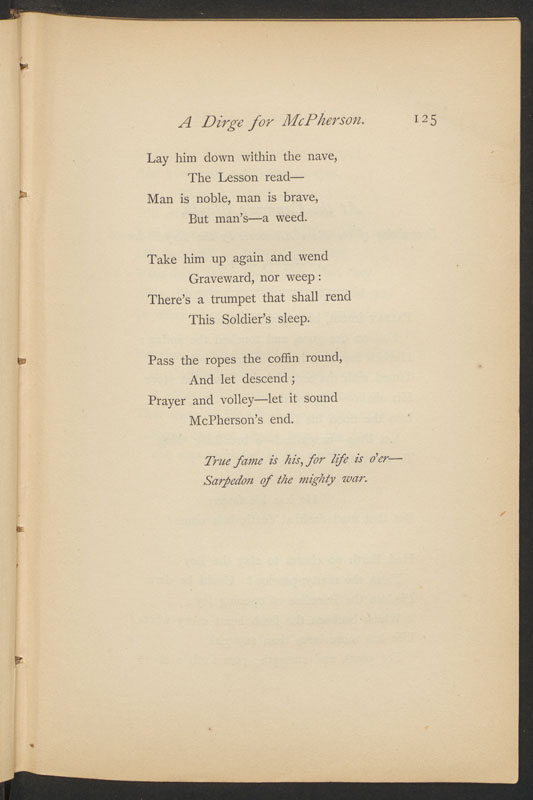 A Dirge for McPherson. 125
Lay him down within the nave,
The Lesson read—
Man is noble, man is brave,
But man's—a weed.
Take him up again and wend
Graveward, nor weep:
There's a trumpet that shall rend
This Soldier's sleep.
Pass the ropes the coffin round,
And let descend;
Prayer and volley—let it sound
McPherson's end.
True fame is his, for life is o'er—
Sarpedon of the mighty war.